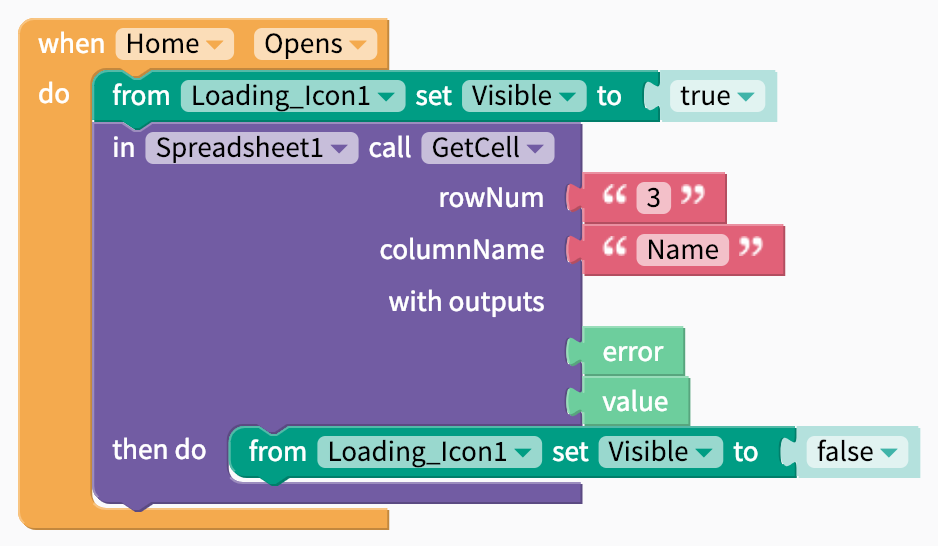 when Home Opens
do from Loading_Icon1 set Visible to true
in Spreadsheet1 call GetCell
rowNum “ 3 ”
columnName “ Name ”
with outputs
error
value
then do from Loading_Icon1 set Visible to false